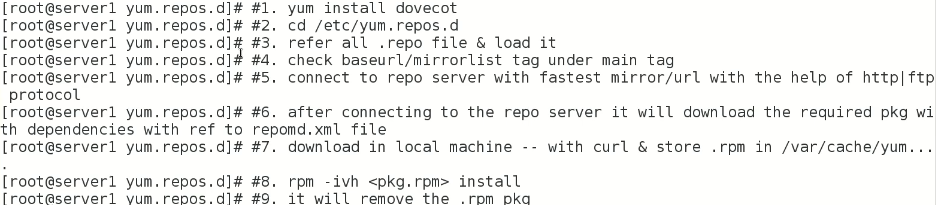 [root@server1 yum.repos.d]# #1. yum install dovecot
[root@server1 yum.repos.d]# #2. cd /etc/yum.repos.d
[root@server1 yum.repos.d]# #3. refer all .repo file & load it
[root@server1 yum.repos.d]# #4. check baseurl/mirrorlist tag under main tag
[root@server1 yum.repos.d]# #5. connect to repo server with fastest mirror/url with the help of http|ftp
 protocol
[root@server1 yum.repos.d]# #6. after connecting to the repo server it will download the required pkg wi
th dependencies with ref to repomd.xml file
[root@server1 yum.repos.d]# #7. download in local machine -- with curl & store .rpm in /var/cache/yum...
.
[root@server1 yum.repos.d]# #8. rpm -ivh <pkg.rpm> install
[root@server1 yum.repos.d]# #9. it will remove the .rpm pkg